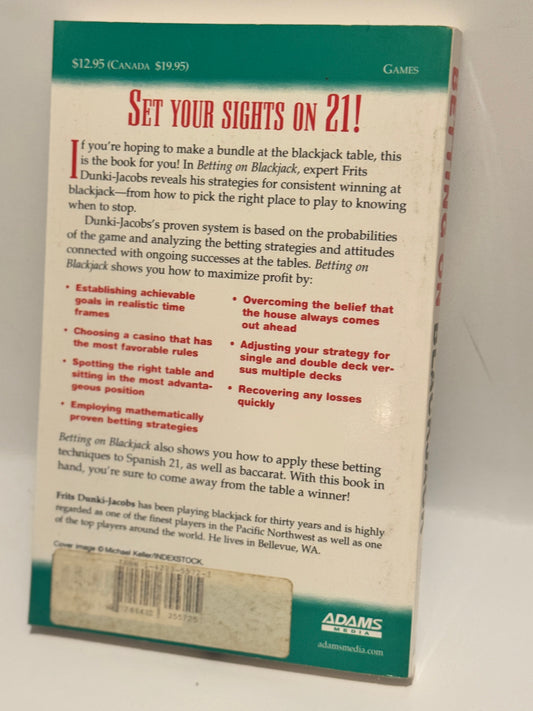 $12.95 (CANADA $19.95)
GAMES
SET YOUR SIGHTS ON 21!
If you're hoping to make a bundle at the blackjack table, this
is the book for you! In Betting on Blackjack, expert Frits
Dunki-Jacobs reveals his strategies for consistent winning at
blackjack—from how to pick the right place to play to knowing
when to stop.
Dunki-Jacobs's proven system is based on the probabilities
of the game and analyzing the betting strategies and attitudes
connected with ongoing successes at the tables. Betting on
Blackjack shows you how to maximize profit by:
• Establishing achievable
goals in realistic time
frames
• Choosing a casino that has
the most favorable rules
• Spotting the right table and
sitting in the most advanta-
geous position
• Employing mathematically
proven betting strategies
• Overcoming the belief that
the house always comes
out ahead
• Adjusting your strategy for
single and double deck ver-
sus multiple decks
• Recovering any losses
quickly
Betting on Blackjack also shows you how to apply these betting
techniques to Spanish 21, as well as baccarat. With this book in
hand, you're sure to come away from the table a winner!
Frits Dunki-Jacobs has been playing blackjack for thirty years and is highly
regarded as one of the finest players in the Pacific Northwest as well as one
of the top players around the world. He lives in Bellevue, WA.
Cover image © Michael Keller/INDEXSTOCK.
255725
ADAMS
MEDIA
adamsmedia.com
BETTING ON